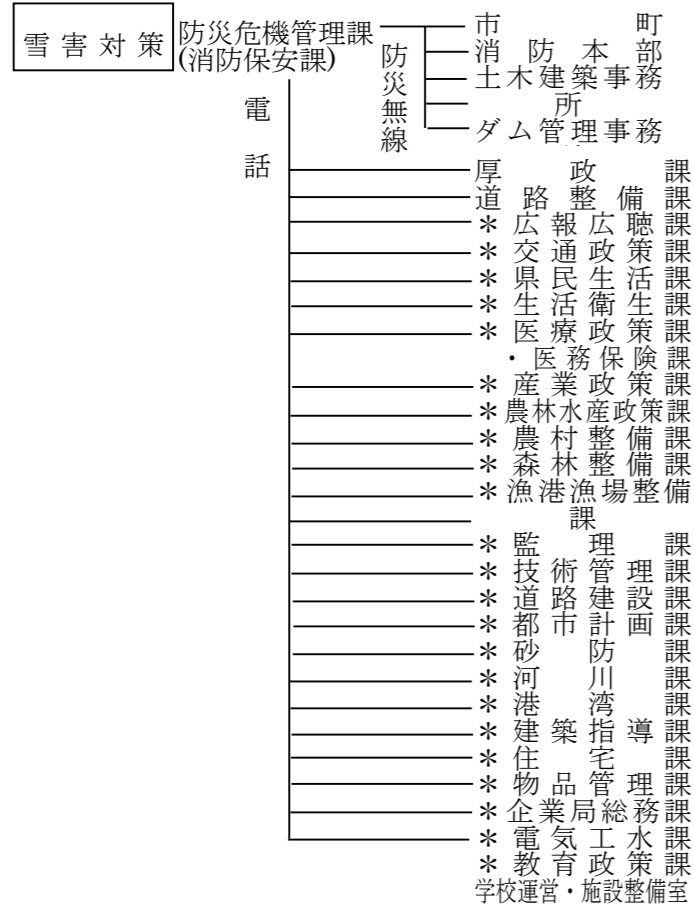 雪害対策
防災危機管理課
(消防保安課)
防災無線
電話
市町
消防本部
土木建築事務
所
ダム管理事務
厚政課
道路整備課
＊広報広聴課
＊交通政策課
＊県民生活課
＊生活衛生課
＊医療政策課
・医務保険課
＊産業政策課
＊農林水産政策課
＊農村整備課
＊森林整備課
＊漁港漁場整備
課
＊監理課
＊技術管理課
＊道路建設課
＊都市計画課
＊砂防課
＊河川課
＊港湾課
＊建築指導課
＊住宅課
＊物品管理課
＊企業局総務課
＊電気工水課
＊教育政策課
学校運営・施設整備室